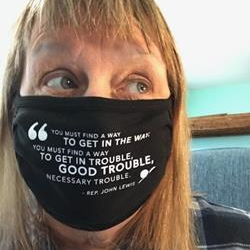 “ YOU MUST FIND A WAY
TO GET IN THE WAY.
YOU MUST FIND A WAY
TO GET IN TROUBLE,
GOOD TROUBLE,
NECESSARY TROUBLE.
- REP. JOHN LEWIS